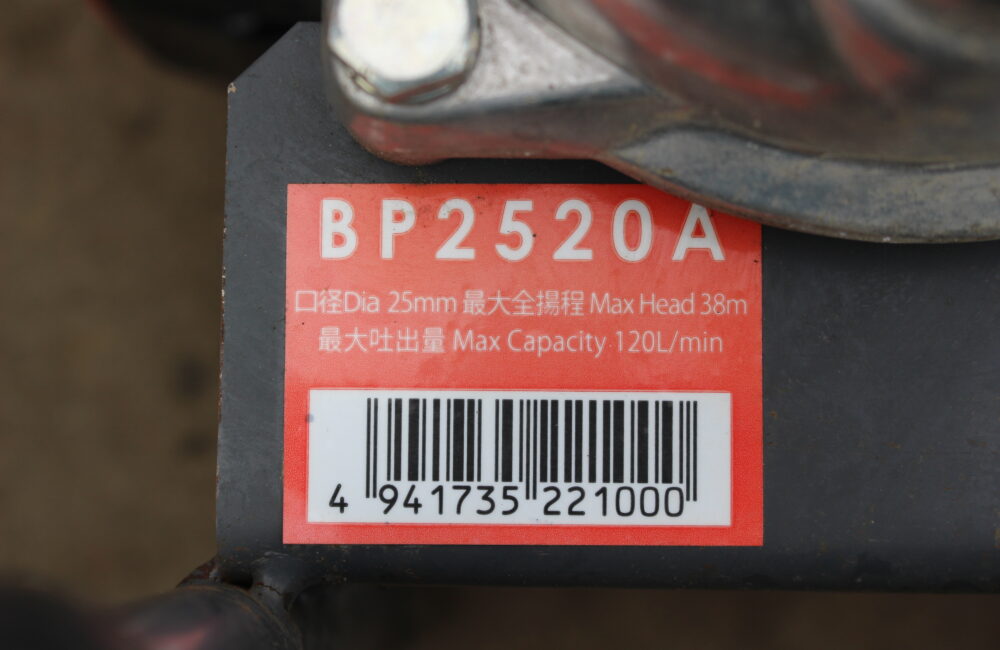 BP2520A
口径Dia 25mm 最大全揚程 Max Head 38m
最大吐出量 Max Capacity 120L/min
4 941735 221000